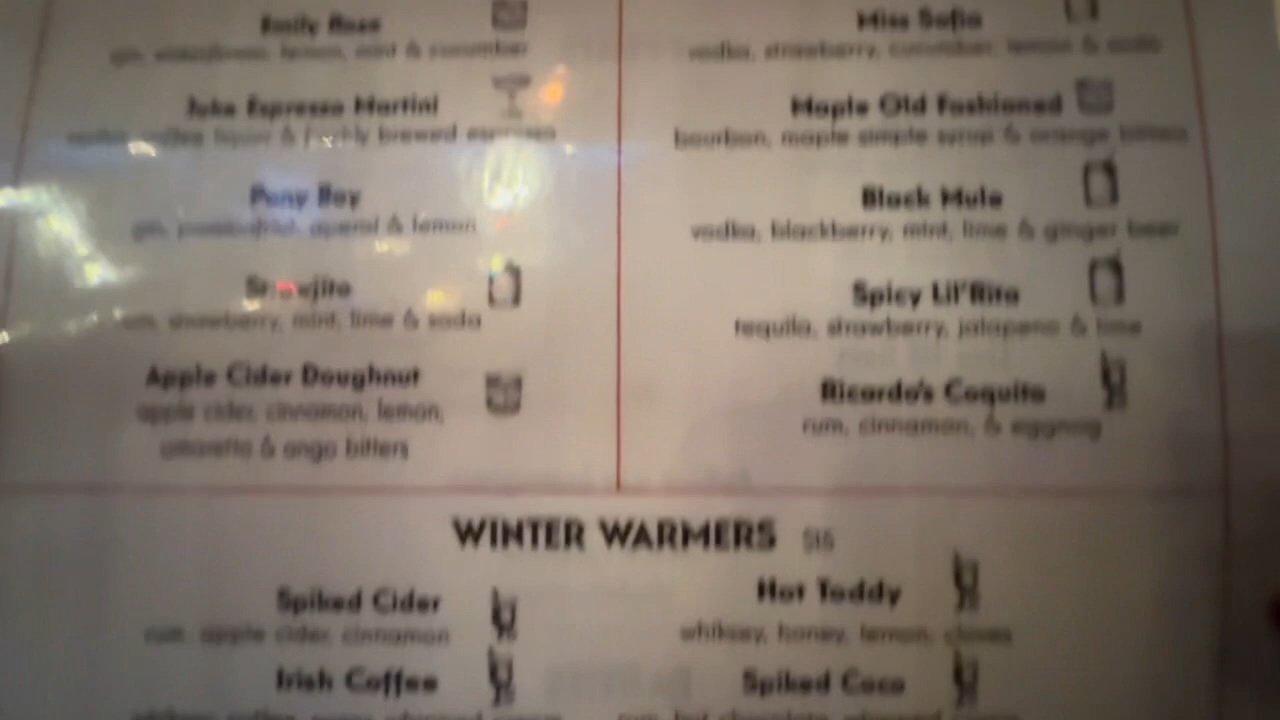 Emily Rose
gin, elderflower, lemon, mint & cucumber
Juke Espresso Martini
coffee liquor & freshly brewed espresso
Pony Boy
gin, passionfruit, aperol & lemon
strawberry, mint, lime & soda
Apple Cider Doughnut
apple cider, cinnamon, lemon,
amaretto & ango bitters
Miss Sofia
vodka, strawberry, cucumber, lemon & soda
Maple Old Fashioned
bourbon, maple simple syrup & orange bitters
Black Mule
vodka, blackberry, mint, lime & ginger beer
Spicy Lil'Rita
tequila, strawberry, jalapeno & lime
Ricardo's Coquito
rum, cinnamon, & eggnog
WINTER WARMERS $15
Spiked Cider
rum, apple cider, cinnamon
Irish Coffee
Hot Toddy
whiksey, honey, lemon, cloves
Spiked Coco